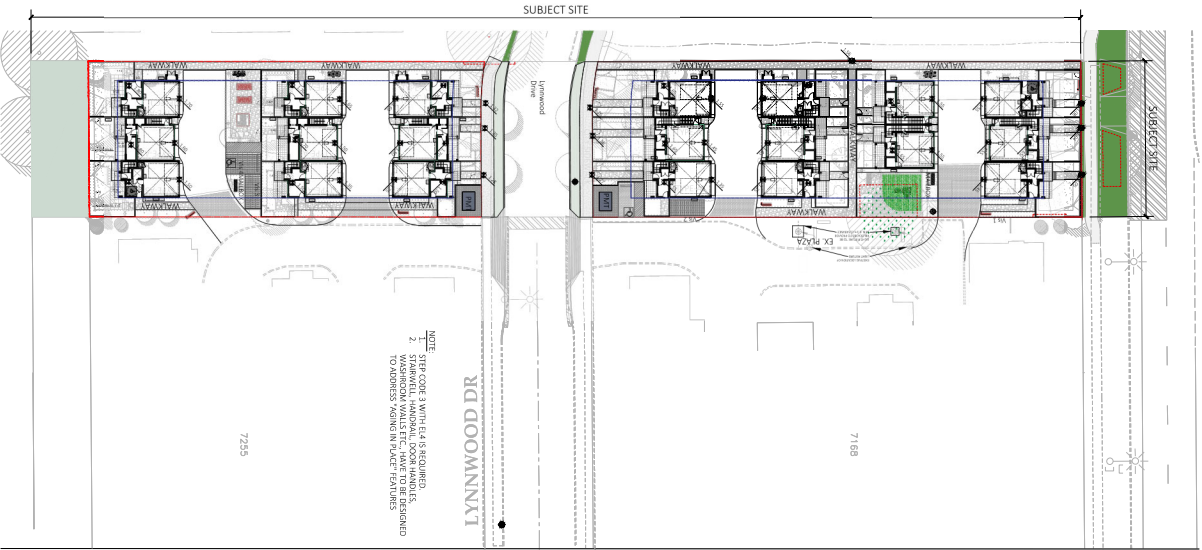 SUBJECT SITE
Lynnwood
Drive
WALKWAY
WALKWAY
WALKWAY
WALKWAY
WALKWAY
SUBJECT SITE
WALKWAY
WALKWAY
WALKWAY
WALKWAY
PMT
PMT
EX. PLAZA
NOTE:
1. STEP CODE 3 WITH EL4 IS REQUIRED.
2. STAIRWELL, HANDRAIL, DOOR HANDLES,
WASHROOM WALLS ETC., HAVE TO BE DESIGNED
TO ADDRESS "AGING IN PLACE" FEATURES
LYNNWOOD DR
7255
7168